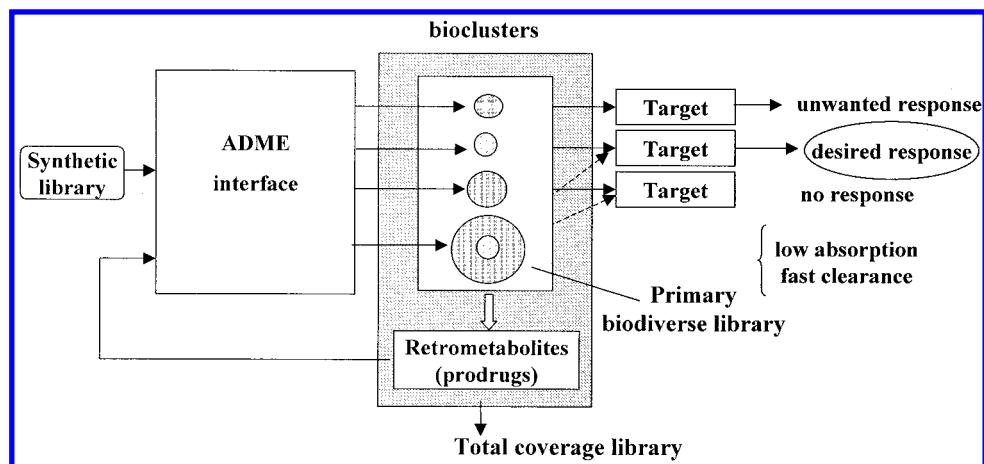 bioclusters
Synthetic
library
ADME
interface
Target
unwanted response
Target
desired response
Target
no response
low absorption
fast clearance
Primary
biodiverse library
Retrometabolites
(prodrugs)
Total coverage library